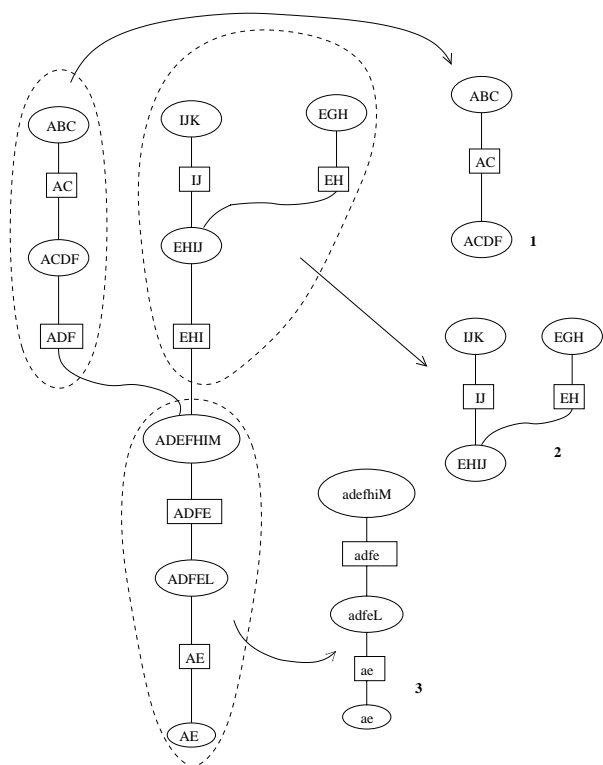 ABC
AC
ACDF
ADF
IJK
IJ
EHIJ
EHI
EGH
EH
ADEFHIM
ADFE
ADFEL
AE
AE
ABC
AC
ACDF
1
IJK
IJ
EHIJ
EGH
EH
2
adefhiM
adfe
adfeL
ae
ae
3